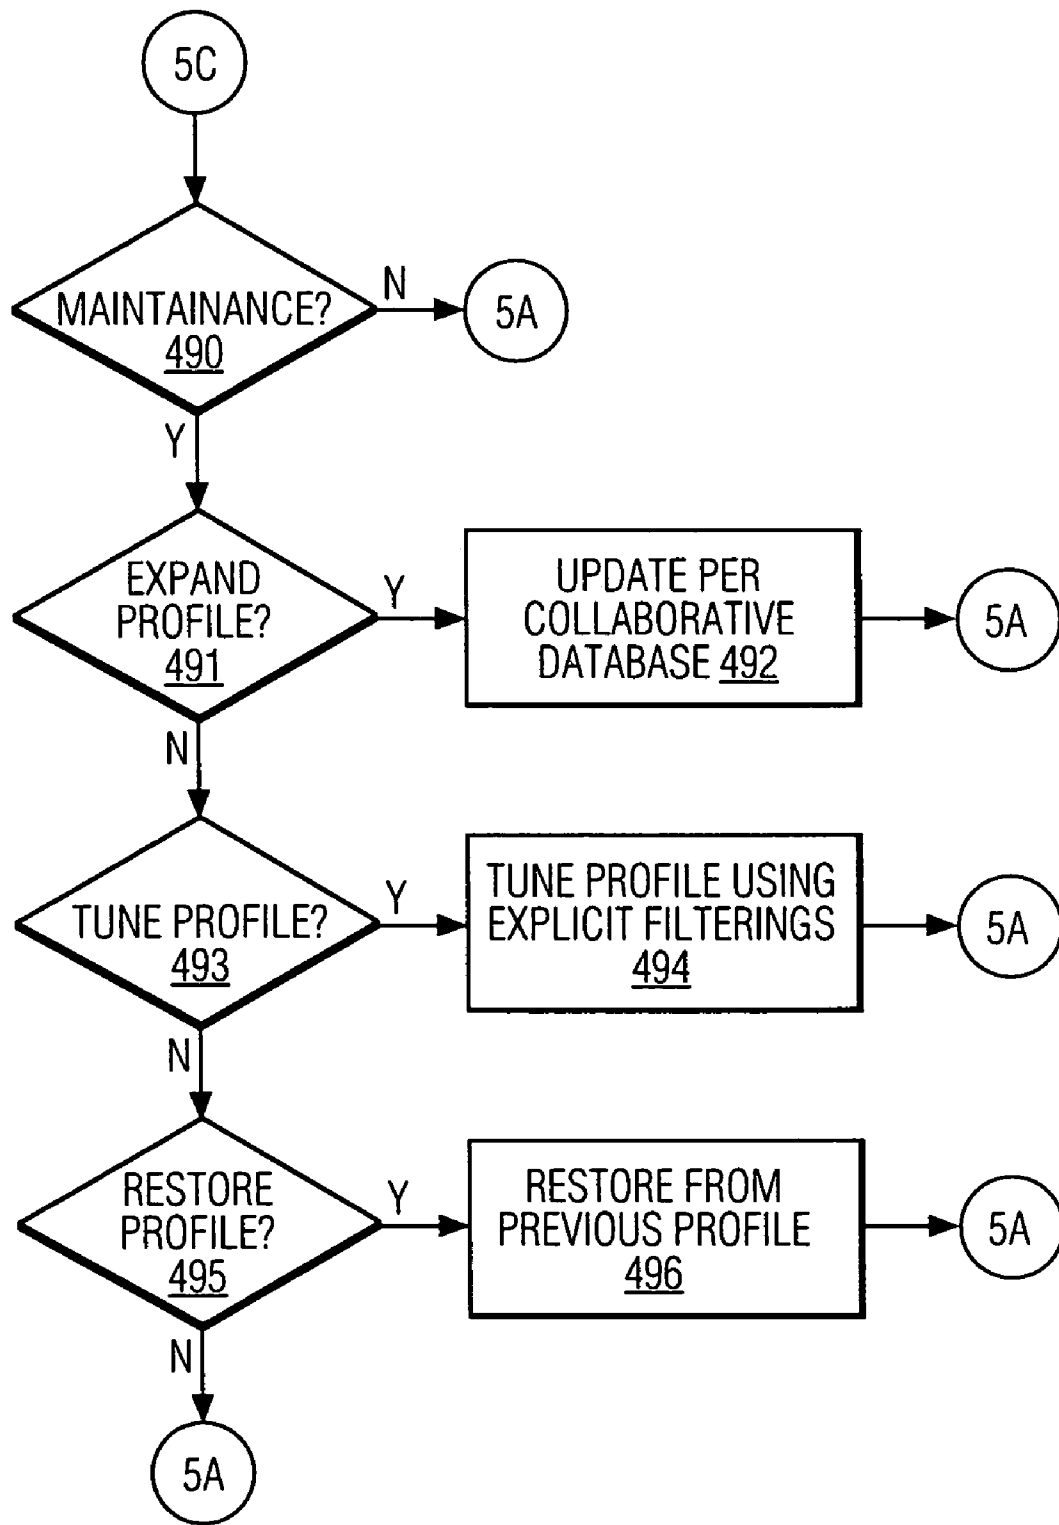 5C
MAINTAINANCE?
490
N
5A
Y
EXPAND
PROFILE?
491
Y
UPDATE PER
COLLABORATIVE
DATABASE 492
5A
N
TUNE PROFILE?
493
Y
TUNE PROFILE USING
EXPLICIT FILTERINGS
494
5A
N
RESTORE
PROFILE?
495
Y
RESTORE FROM
PREVIOUS PROFILE
496
5A
N
5A